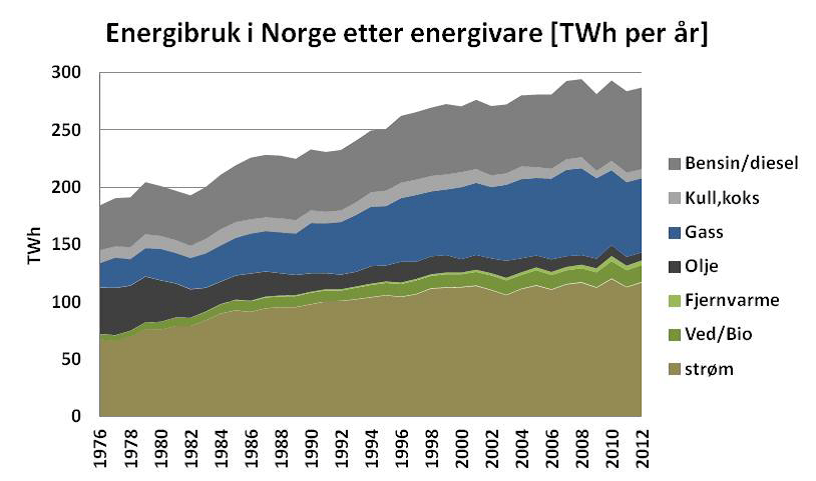 Energibruk i Norge etter energivare [TWh per år]
300
250
200
150
100
50
0
TWh
1976
1978
1980
1982
1984
1986
1988
1990
1992
1994
1996
1998
2000
2002
2004
2006
2008
2010
2012
Bensin/diesel
Kull,koks
Gass
Olje
Fjernvarme
Ved/Bio
strøm